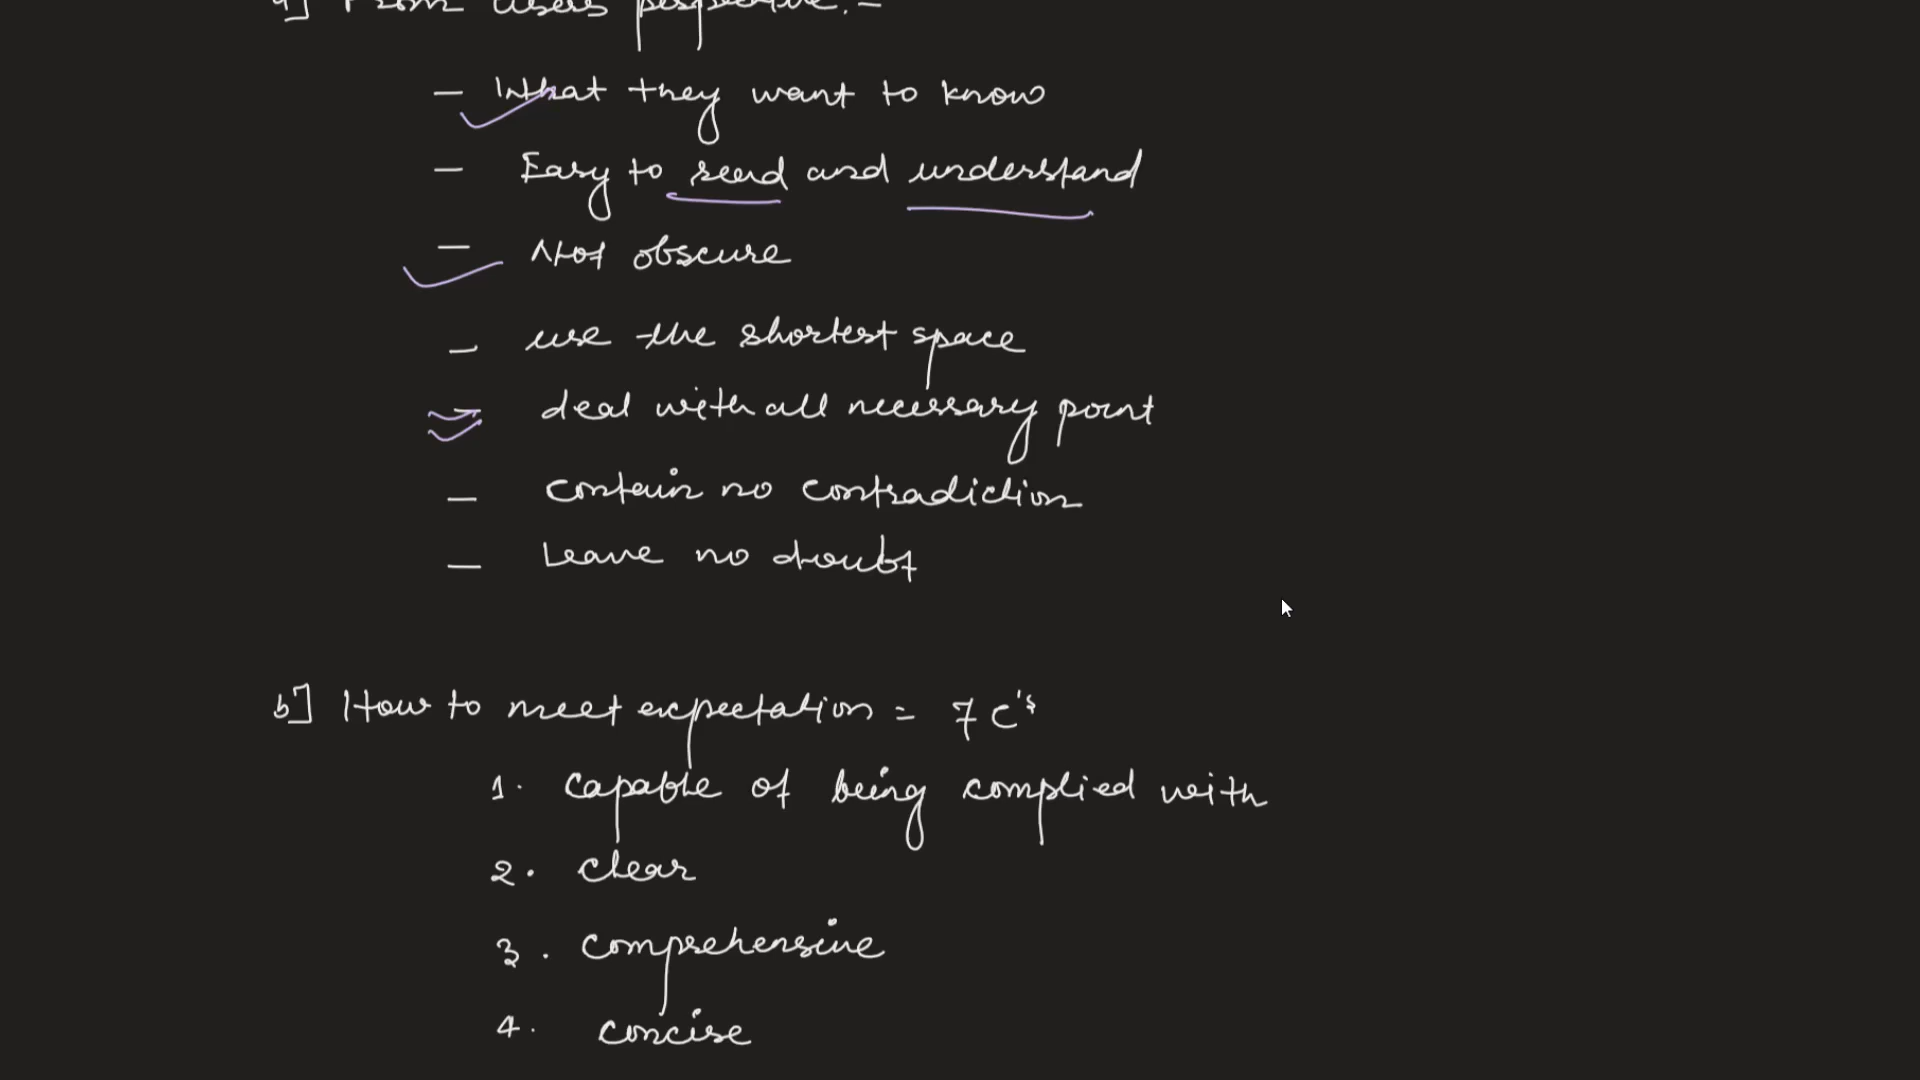 a] From users perspective:-
- What they want to know
- Easy to read and understand
- Not obscure
- use the shortest space
- deal with all necessary point
- contain no contradiction
- Leave no doubt
b] How to meet expectation = 7 C's
1. capable of being complied with
2. clear
3. comprehensive
4. concise